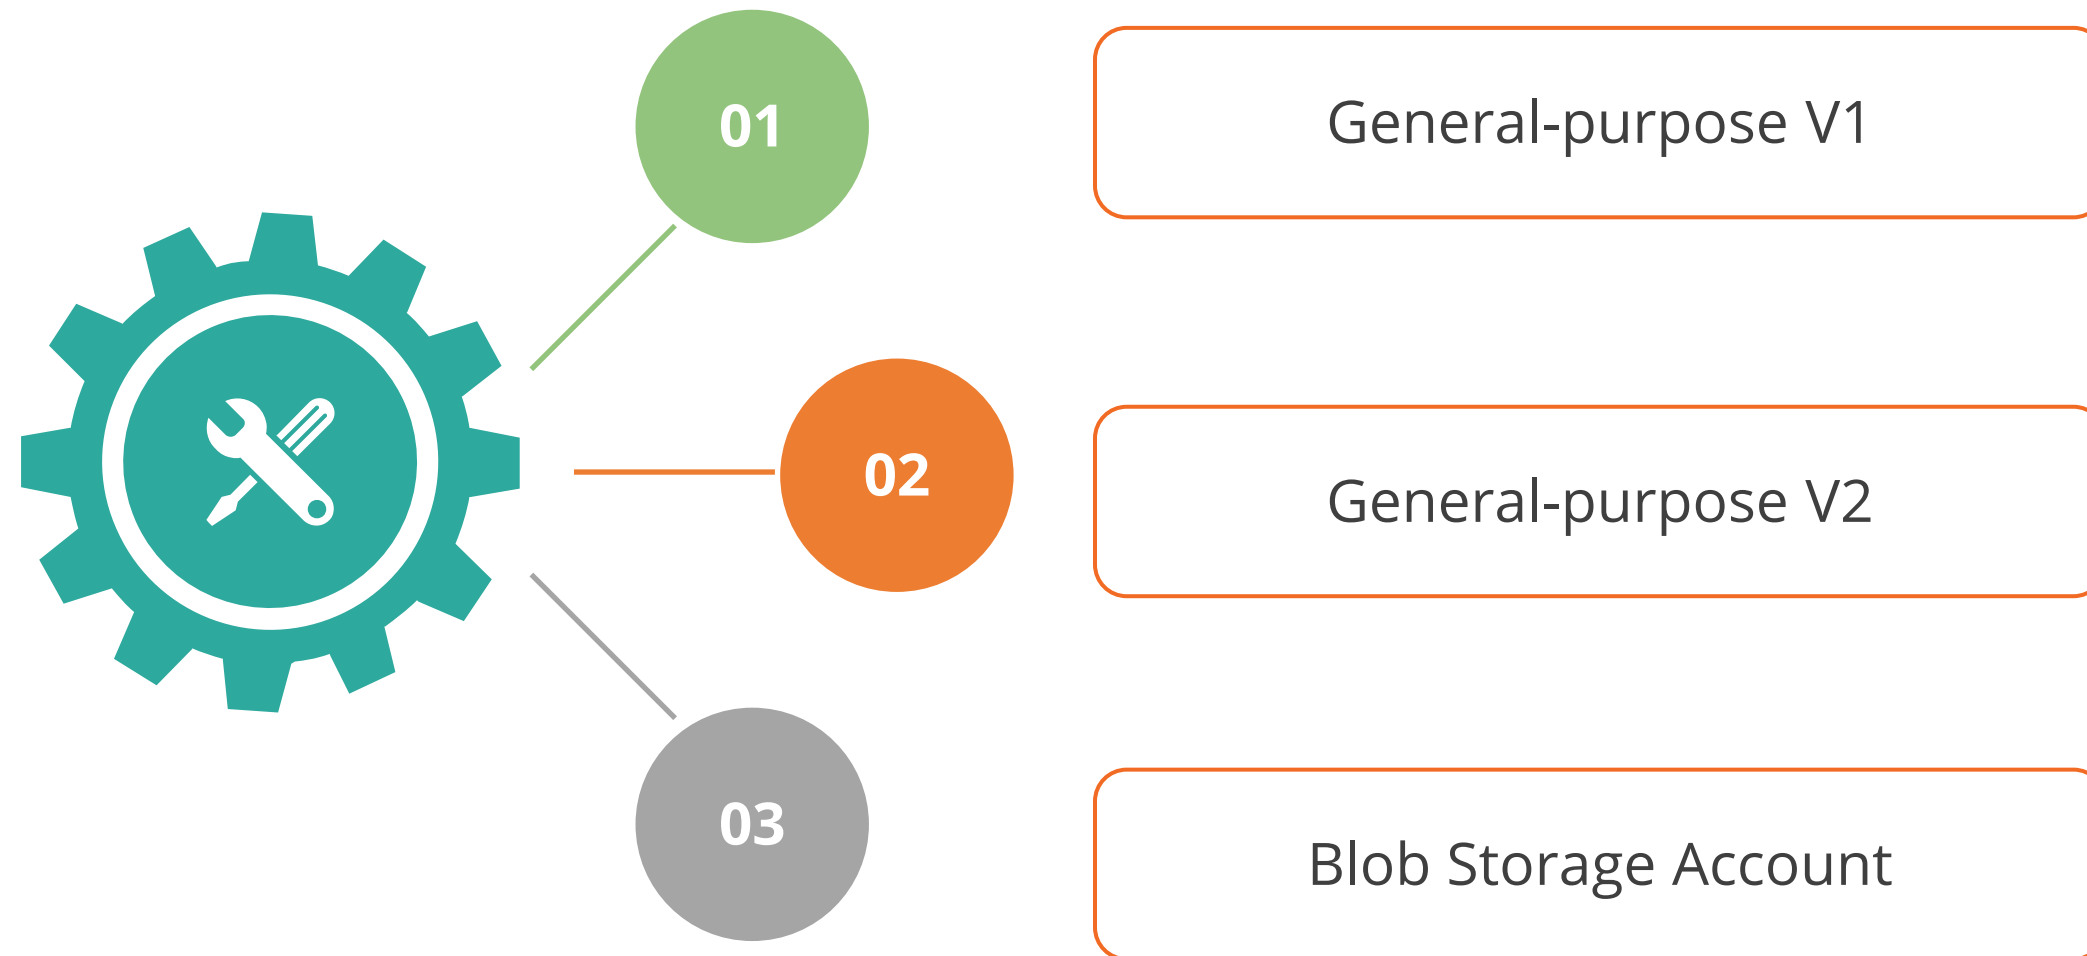 01
General-purpose V1
02
General-purpose V2
03
Blob Storage Account